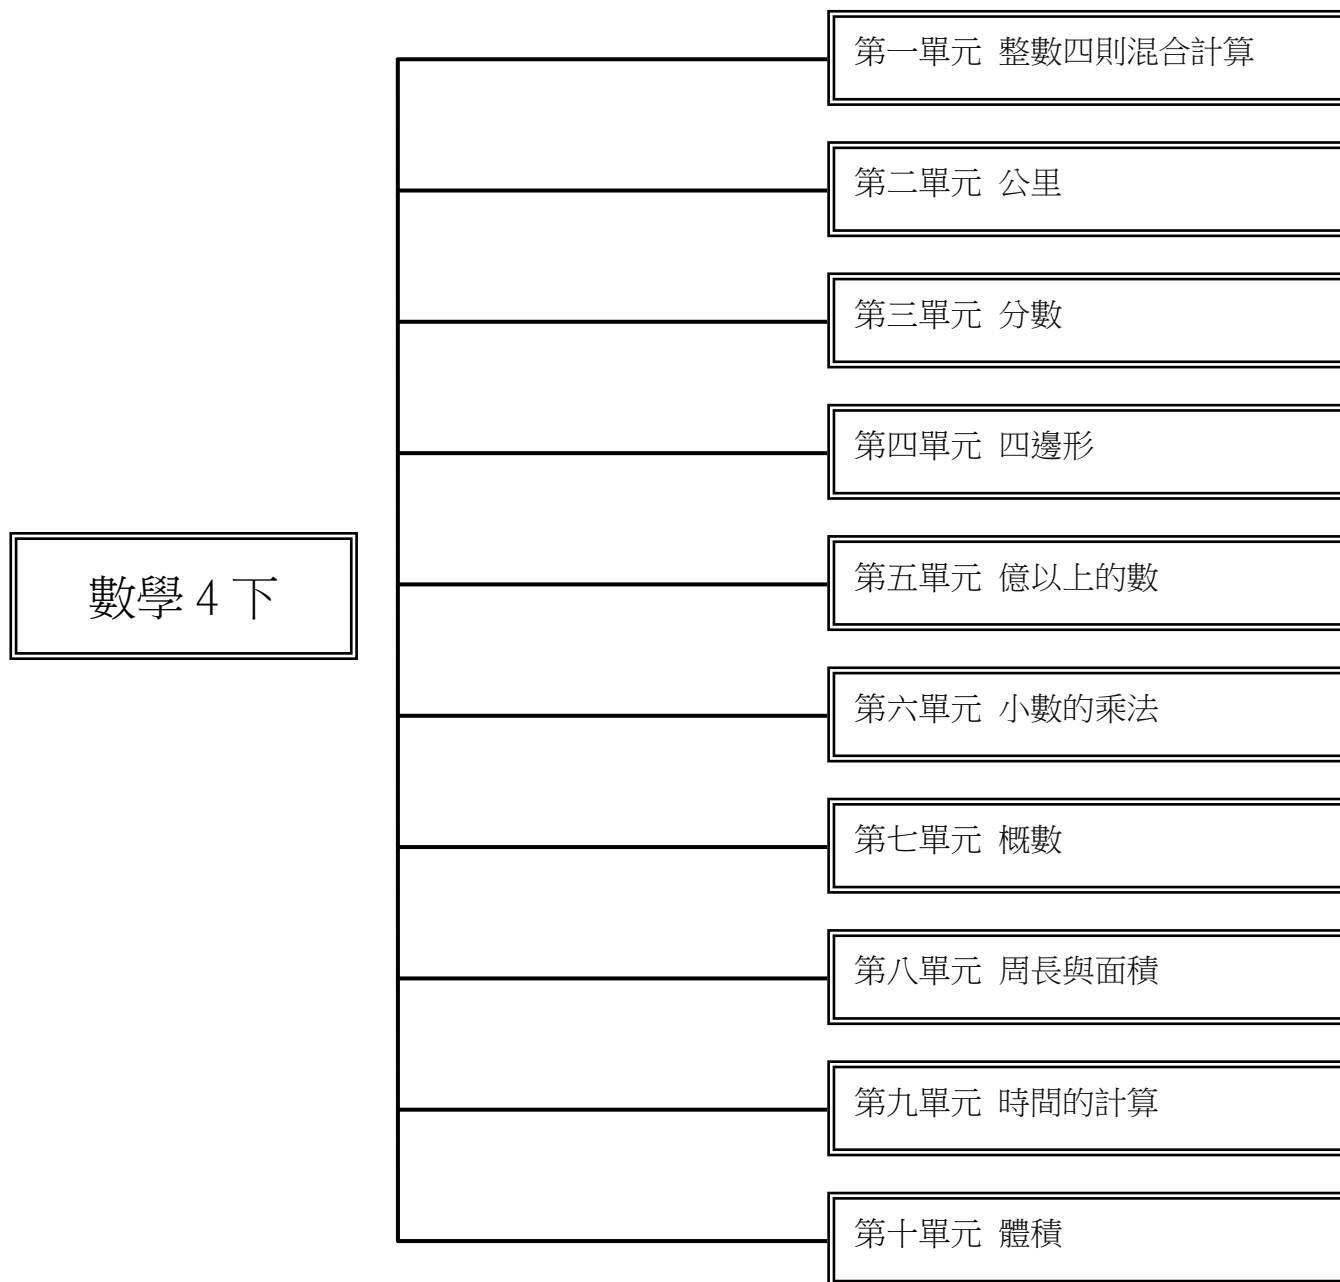 第一單元 整數四則混合計算
第二單元 公里
第三單元 分數
第四單元 四邊形
數學 4 下
第五單元 億以上的數
第六單元 小數的乘法
第七單元 概數
第八單元 周長與面積
第九單元 時間的計算
第十單元 體積